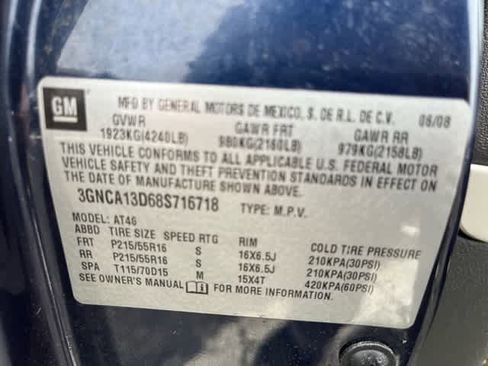 GM
MFD BY GENERAL MOTORS DE MEXICO, S. DE R.L. DE C.V. 06/08
GVWR GAWR FRT GAWR RR
1923KG(4240LB) 980KG(2160LB) 979KG(2158LB)
THIS VEHICLE CONFORMS TO ALL APPLICABLE U.S. FEDERAL MOTOR
VEHICLE SAFETY AND THEFT PREVENTION STANDARDS IN EFFECT ON
THE DATE OF MANUFACTURE SHOWN ABOVE.
3GNCA13D68S716718 TYPE: M.P.V.
MODEL: AT46
ABBD TIRE SIZE SPEED RTG RIM COLD TIRE PRESSURE
FRT P215/55R16 S 16X6.5J 210KPA(30PSI)
RR P215/55R16 S 16X6.5J 210KPA(30PSI)
SPA T115/70D15 M 15X4T 420KPA(60PSI)
SEE OWNER'S MANUAL FOR MORE INFORMATION.